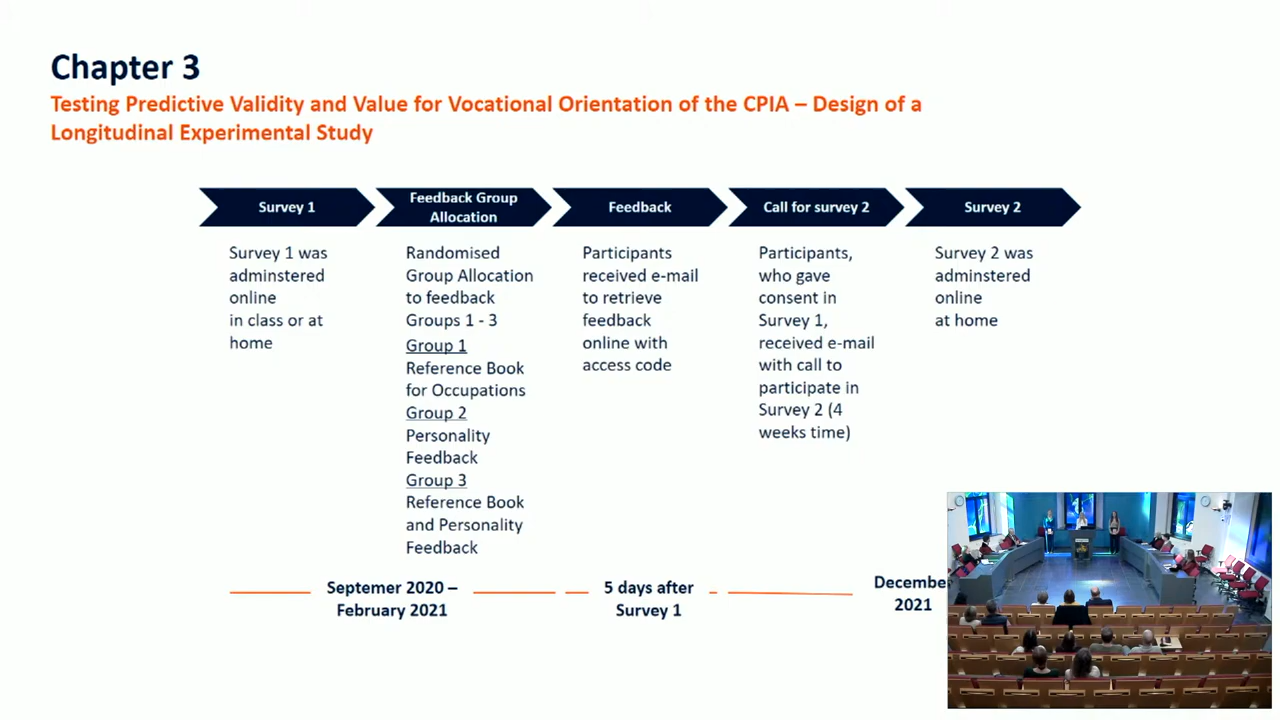 Chapter 3
Testing Predictive Validity and Value for Vocational Orientation of the CPIA – Design of a
Longitudinal Experimental Study
Survey 1
Survey 1 was
adminstered
online
in class or at
home
Feedback Group
Allocation
Randomised
Group Allocation
to feedback
Groups 1 - 3
Group 1
Reference Book
for Occupations
Group 2
Personality
Feedback
Group 3
Reference Book
and Personality
Feedback
Feedback
Participants
received e-mail
to retrieve
feedback
online with
access code
Call for survey 2
Participants,
who gave
consent in
Survey 1,
received e-mail
with call to
participate in
Survey 2 (4
weeks time)
Survey 2
Survey 2 was
adminstered
online
at home
Septemer 2020 –
February 2021
5 days after
Survey 1
December
2021